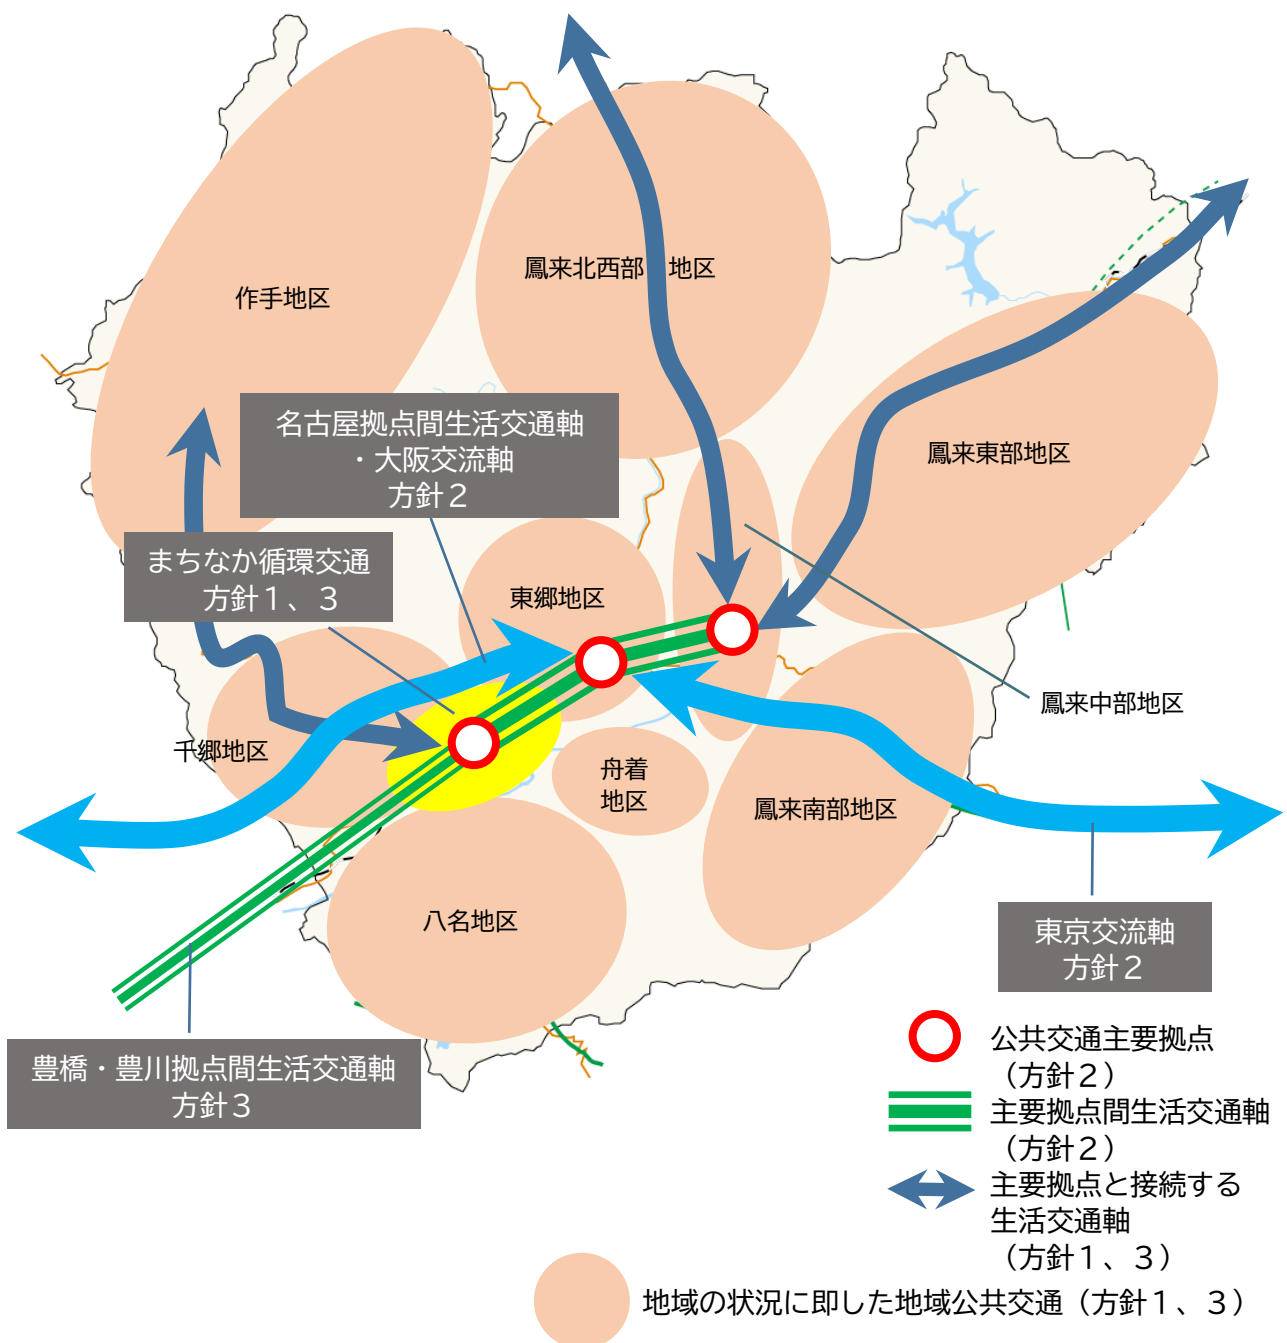 鳳来北西部 地区
作手地区
名古屋拠点間生活交通軸
・大阪交流軸
方針２
鳳来東部地区
まちなか循環交通
方針１、３
東郷地区
鳳来中部地区
千郷地区
舟着
地区
鳳来南部地区
八名地区
東京交流軸
方針２
豊橋・豊川拠点間生活交通軸
方針３
公共交通主要拠点
（方針２）
主要拠点間生活交通軸
（方針２）
主要拠点と接続する
生活交通軸
（方針１、３）
地域の状況に即した地域公共交通（方針１、３）